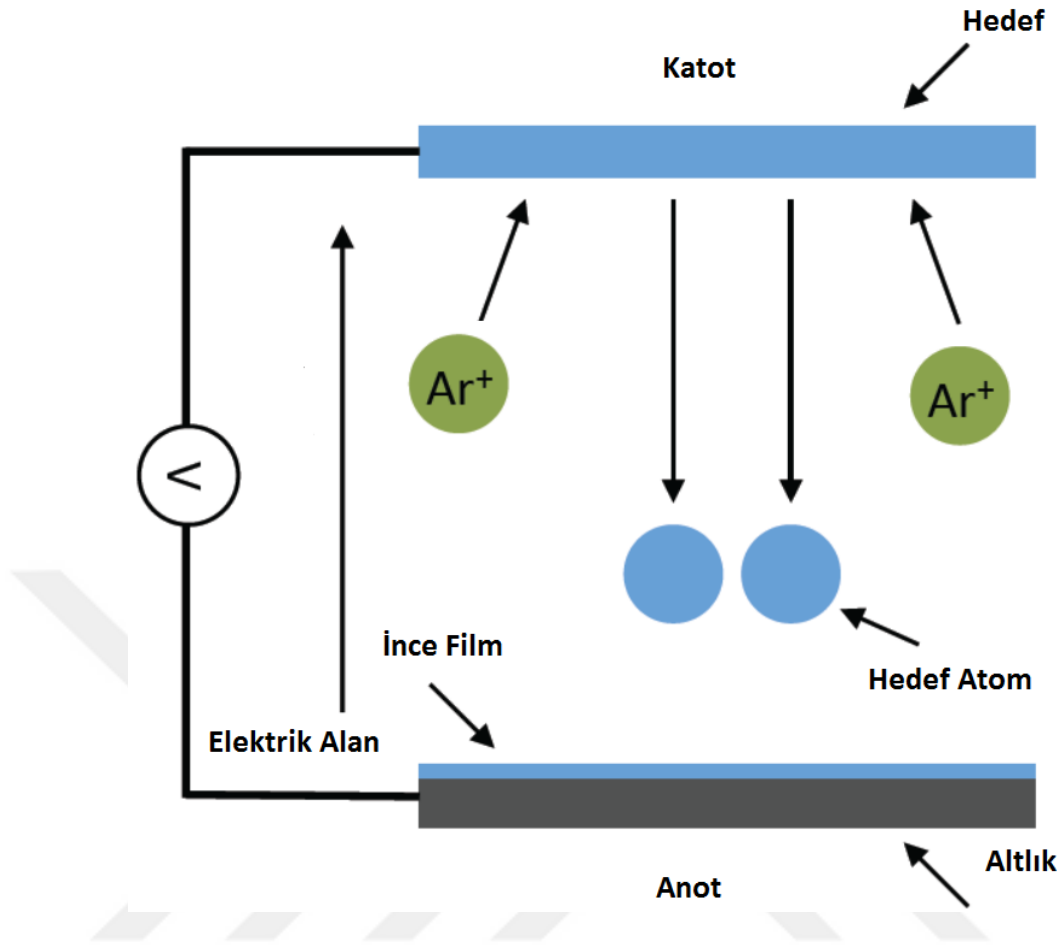 Hedef
Katot
Ar⁺
Ar⁺
<
İnce Film
Hedef Atom
Elektrik Alan
Altlık
Anot